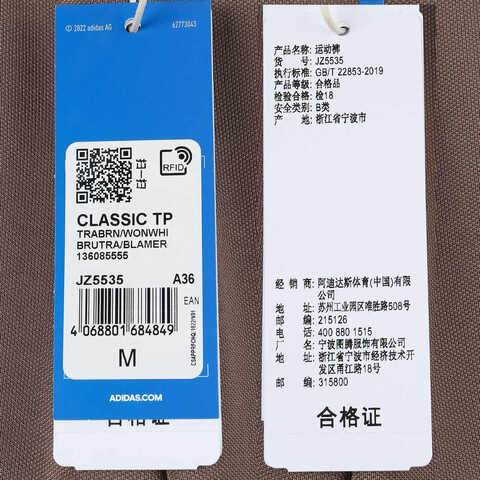 © 2022 adidas AG
62773043
扫一扫
RFID
CLASSIC TP
TRABRN/WONWHI
BRUTRA/BLAMER
136085555
JZ5535 A36
EAN
4 068801 684849
M
ADIDAS.COM
合格证
产品名称: 运动裤
货 号: JZ5535
执行标准: GB/T 22853-2019
产品等级: 合格品
检验合格: 检18
安全类别: B类
产 地: 浙江省宁波市
经 销 商: 阿迪达斯体育(中国)有限
公司
地 址: 苏州工业园区唯胜路508号
邮 编: 215126
电 话: 400 880 1515
厂 名: 宁波图腾服饰有限公司
地 址: 浙江省宁波市经济技术开
发区甬江路18号
邮 编: 315800
合格证